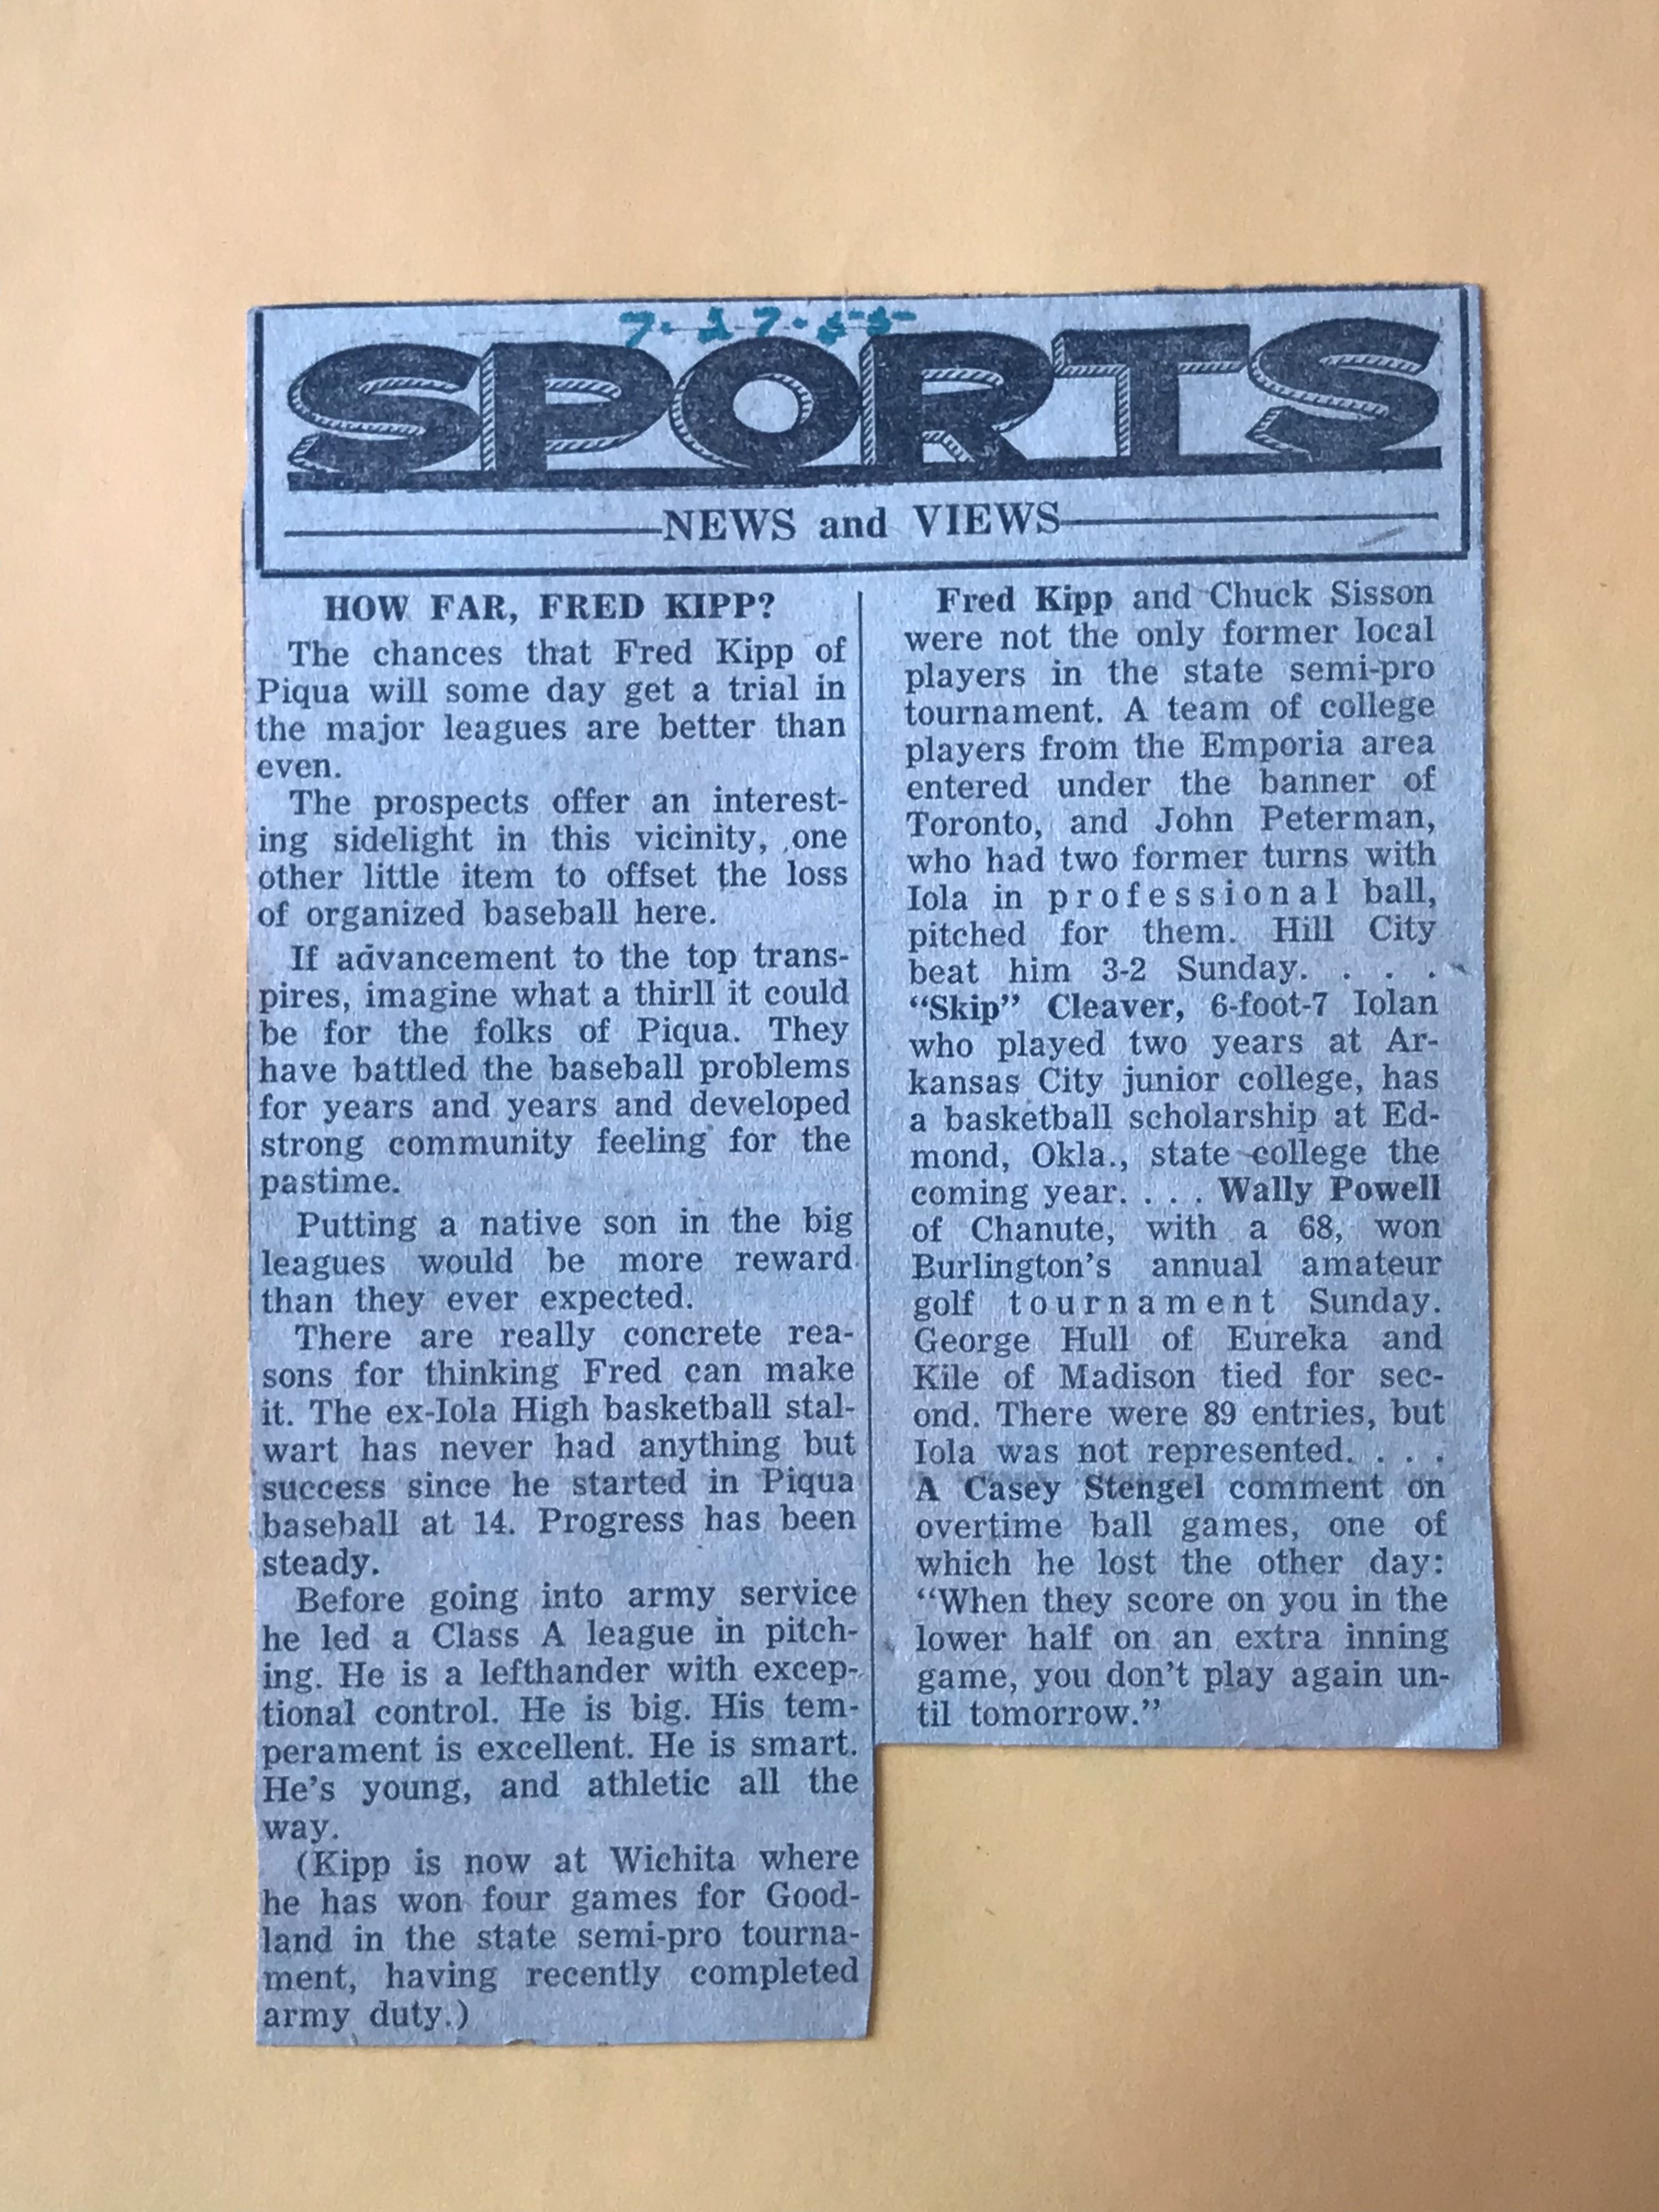 7-27-55
SPORTS
NEWS and VIEWS
HOW FAR, FRED KIPP?
The chances that Fred Kipp of
Piqua will some day get a trial in
the major leagues are better than
even.
The prospects offer an interest-
ing sidelight in this vicinity, one
other little item to offset the loss
of organized baseball here.
If advancement to the top trans-
pires, imagine what a thirll it could
be for the folks of Piqua. They
have battled the baseball problems
for years and years and developed
strong community feeling for the
pastime.
Putting a native son in the big
leagues would be more reward
than they ever expected.
There are really concrete rea-
sons for thinking Fred can make
it. The ex-Iola High basketball stal-
wart has never had anything but
success since he started in Piqua
baseball at 14. Progress has been
steady.
Before going into army service
he led a Class A league in pitch-
ing. He is a lefthander with excep-
tional control. He is big. His tem-
perament is excellent. He is smart.
He's young, and athletic all the
way.
(Kipp is now at Wichita where
he has won four games for Good-
land in the state semi-pro tourna-
ment, having recently completed
army duty.)
Fred Kipp and Chuck Sisson
were not the only former local
players in the state semi-pro
tournament. A team of college
players from the Emporia area
entered under the banner of
Toronto, and John Peterman,
who had two former turns with
Iola in professional ball,
pitched for them. Hill City
beat him 3-2 Sunday. . . .
"Skip" Cleaver, 6-foot-7 Iolan
who played two years at Ar-
kansas City junior college, has
a basketball scholarship at Ed-
mond, Okla., state college the
coming year. . . . Wally Powell
of Chanute, with a 68, won
Burlington's annual amateur
golf tournament Sunday.
George Hull of Eureka and
Kile of Madison tied for sec-
ond. There were 89 entries, but
Iola was not represented. . . .
A Casey Stengel comment on
overtime ball games, one of
which he lost the other day:
"When they score on you in the
lower half on an extra inning
game, you don't play again un-
til tomorrow."